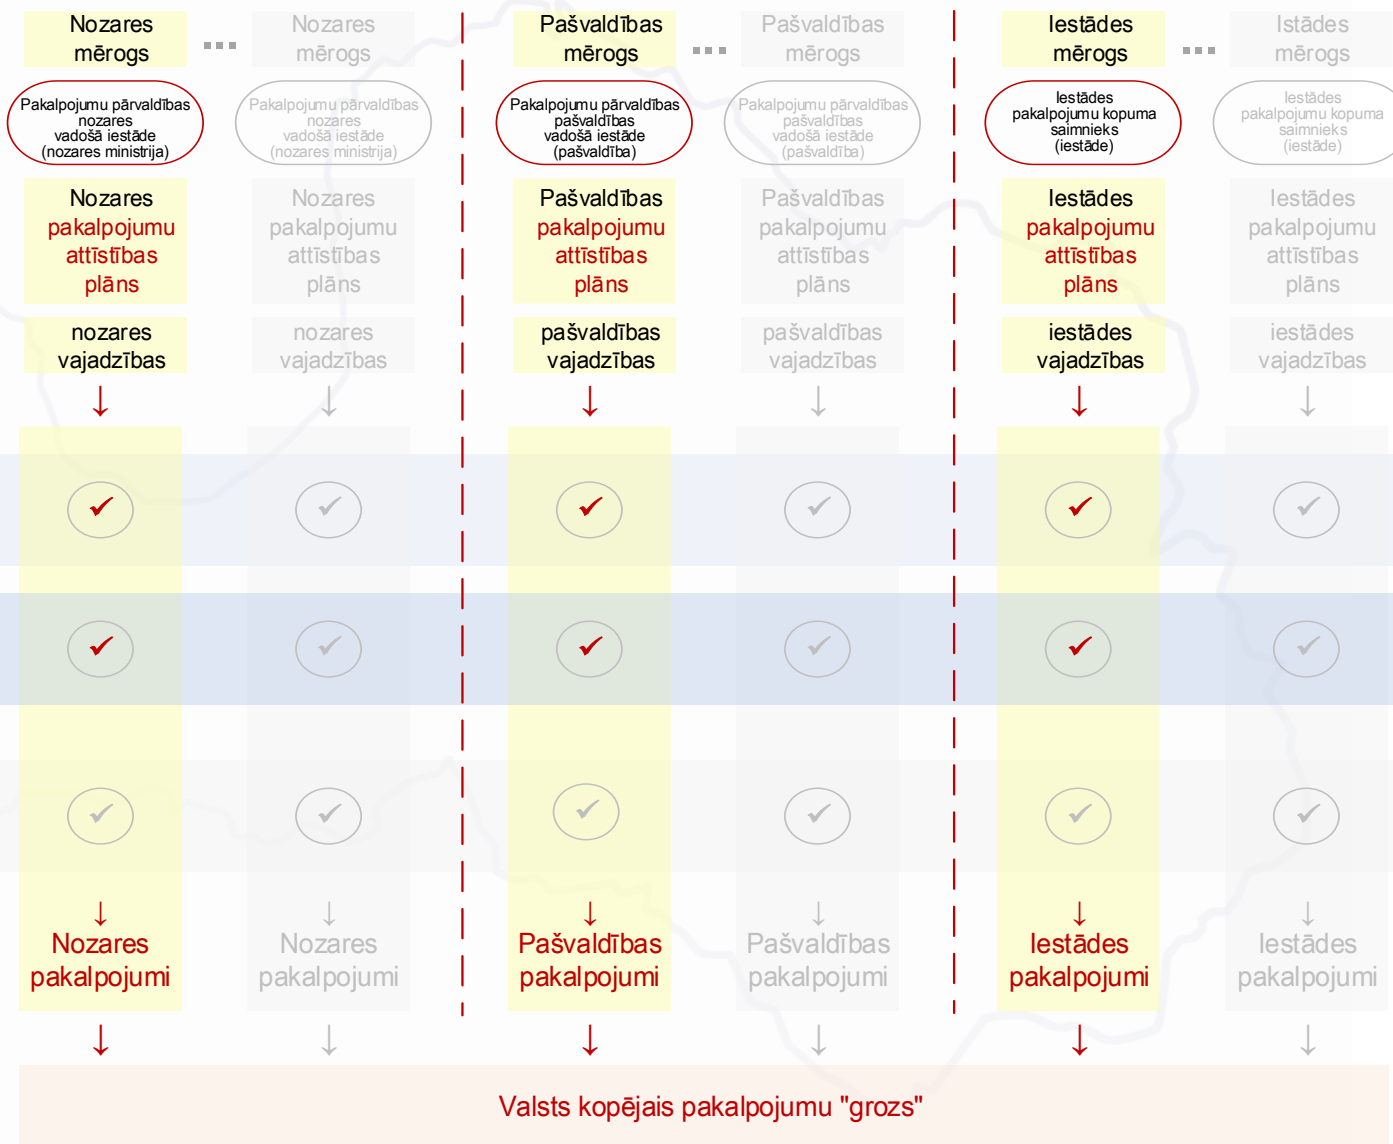 Nozares
mērogs
Nozares
mērogs
Pašvaldības
mērogs
Pašvaldības
mērogs
Iestādes
mērogs
Istādes
mērogs
Pakalpojumu pārvaldības
nozares
vadošā iestāde
(nozares ministrija)
Pakalpojumu pārvaldības
nozares
vadošā iestāde
(nozares ministrija)
Pakalpojumu pārvaldības
pašvaldības
vadošā iestāde
(pašvaldība)
Pakalpojumu pārvaldības
pašvaldības
vadošā iestāde
(pašvaldība)
Iestādes
pakalpojumu kopuma
saimnieks
(iestāde)
Iestādes
pakalpojumu kopuma
saimnieks
(iestāde)
Nozares
pakalpojumu
attīstības
plāns
Nozares
pakalpojumu
attīstības
plāns
Pašvaldības
pakalpojumu
attīstības
plāns
Pašvaldības
pakalpojumu
attīstības
plāns
Iestādes
pakalpojumu
attīstības
plāns
Iestādes
pakalpojumu
attīstības
plāns
nozares
vajadzības
nozares
vajadzības
pašvaldības
vajadzības
pašvaldības
vajadzības
iestādes
vajadzības
iestādes
vajadzības
Nozares
pakalpojumi
Nozares
pakalpojumi
Pašvaldības
pakalpojumi
Pašvaldības
pakalpojumi
Iestādes
pakalpojumi
Iestādes
pakalpojumi
Valsts kopējais pakalpojumu "grozs"